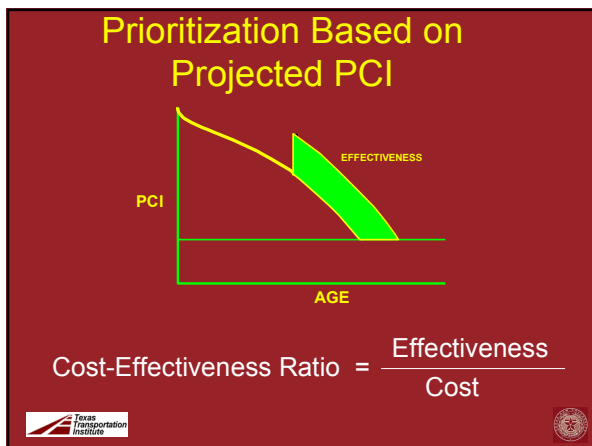 Prioritization Based on
Projected PCI
EFFECTIVENESS
PCI
AGE
Cost-Effectiveness Ratio = Effectiveness
Cost
Texas
Transportation
Institute